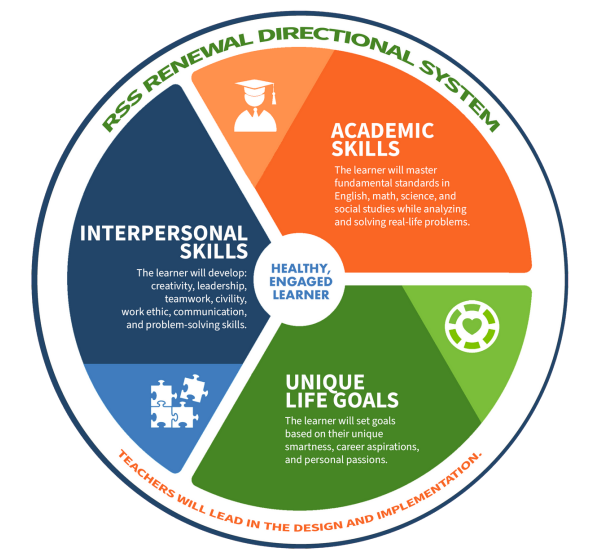 RSS RENEWAL DIRECTIONAL SYSTEM
ACADEMIC
SKILLS
The learner will master
fundamental standards in
English, math, science, and
social studies while analyzing
and solving real-life problems.
INTERPERSONAL
SKILLS
The learner will develop:
creativity, leadership,
teamwork, civility,
work ethic, communication,
and problem-solving skills.
HEALTHY,
ENGAGED
LEARNER
UNIQUE
LIFE GOALS
The learner will set goals
based on their unique
smartness, career aspirations,
and personal passions.
TEACHERS WILL LEAD IN THE DESIGN AND IMPLEMENTATION.